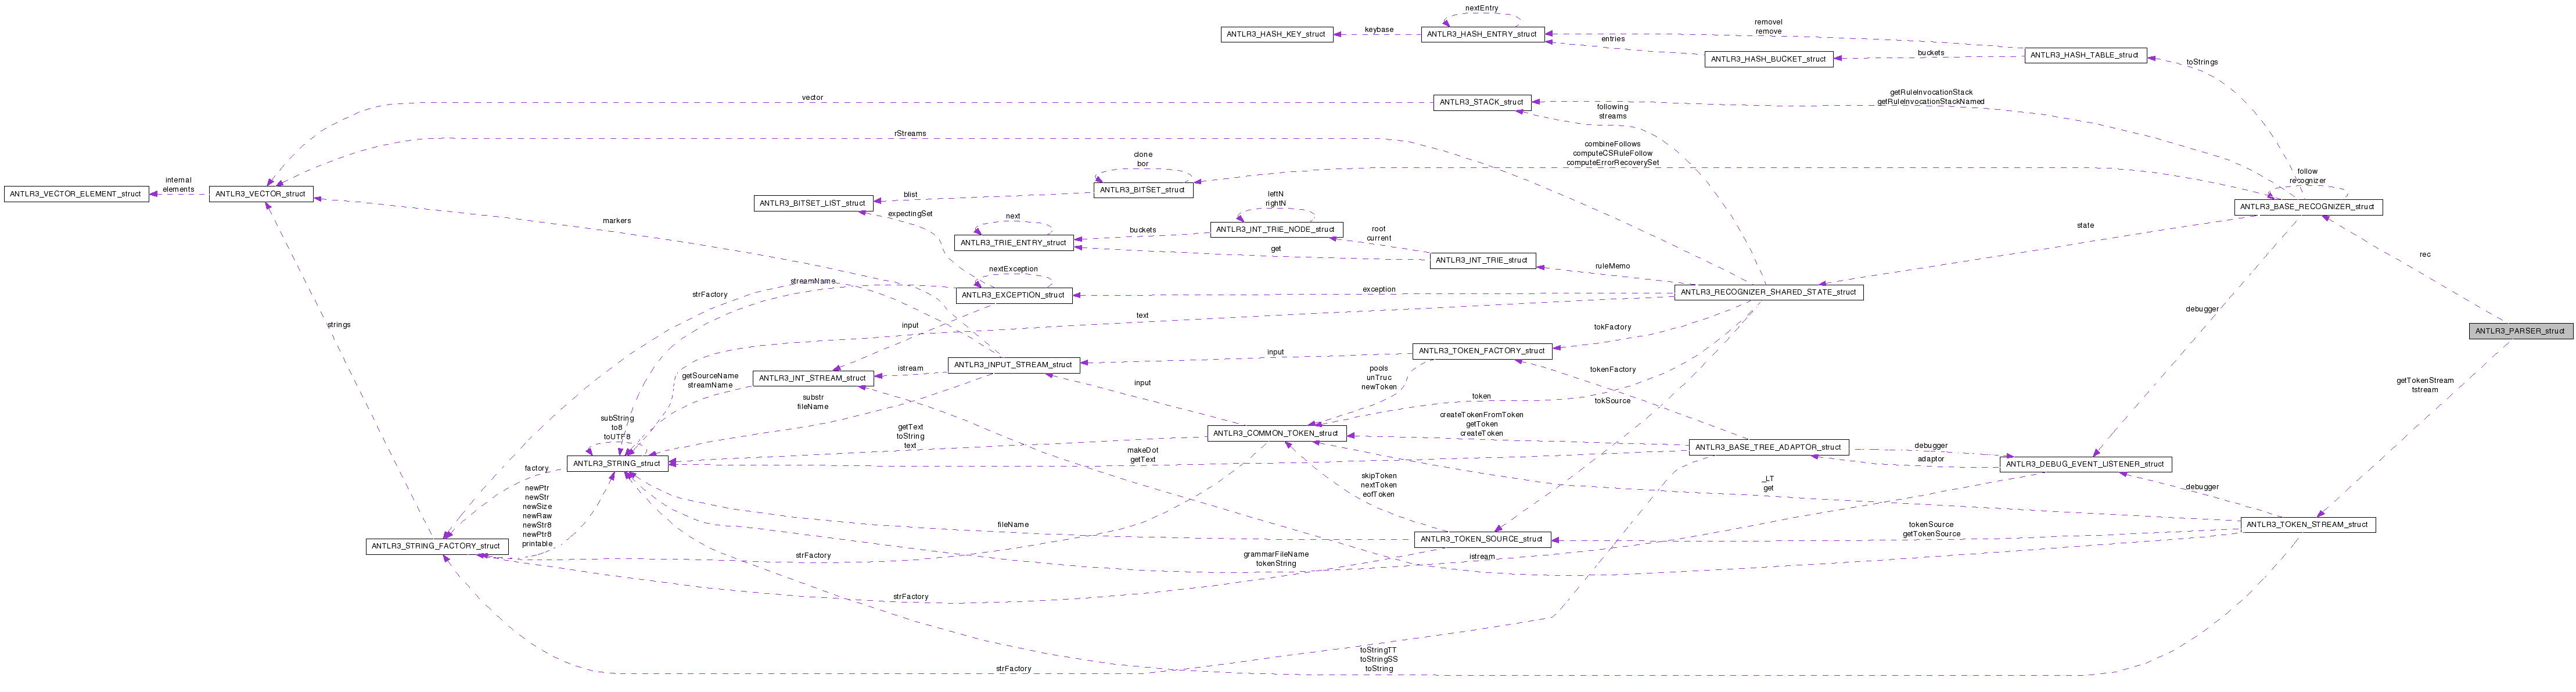 nextEntry
removeI
remove
ANTLR3_HASH_KEY_struct
keybase
ANTLR3_HASH_ENTRY_struct
entries
ANTLR3_HASH_BUCKET_struct
buckets
ANTLR3_HASH_TABLE_struct
toStrings
vector
ANTLR3_STACK_struct
following
streams
getRuleInvocationStack
getRuleInvocationStackNamed
rStreams
combineFollows
computeCSRuleFollow
computeErrorRecoverySet
clone
bor
internal
elements
ANTLR3_VECTOR_ELEMENT_struct
ANTLR3_VECTOR_struct
ANTLR3_BITSET_struct
blist
ANTLR3_BITSET_LIST_struct
leftN
rightN
follow
recognizer
ANTLR3_BASE_RECOGNIZER_struct
expectingSet
next
markers
buckets
ANTLR3_INT_TRIE_NODE_struct
root
current
ANTLR3_TRIE_ENTRY_struct
get
ANTLR3_INT_TRIE_struct
state
rec
ruleMemo
nextException
streamName
strFactory
ANTLR3_EXCEPTION_struct
exception
ANTLR3_RECOGNIZER_SHARED_STATE_struct
debugger
text
strings
input
tokFactory
ANTLR3_PARSER_struct
input
ANTLR3_TOKEN_FACTORY_struct
ANTLR3_INPUT_STREAM_struct
istream
ANTLR3_INT_STREAM_struct
getSourceName
streamName
pools
unTruc
newToken
tokenFactory
getTokenStream
tstream
input
substr
fileName
token
tokSource
subString
to8
toUTF8
createTokenFromToken
getToken
createToken
getText
toString
text
ANTLR3_COMMON_TOKEN_struct
ANTLR3_BASE_TREE_ADAPTOR_struct
debugger
adaptor
makeDot
getText
ANTLR3_STRING_struct
ANTLR3_DEBUG_EVENT_LISTENER_struct
factory
newPtr
newStr
newSize
newRaw
newStr8
newPtr8
printable
skipToken
nextToken
eofToken
_LT
get
debugger
fileName
tokenSource
getTokenSource
ANTLR3_TOKEN_STREAM_struct
ANTLR3_STRING_FACTORY_struct
ANTLR3_TOKEN_SOURCE_struct
strFactory
grammarFileName
tokenString
istream
strFactory
strFactory
toStringTT
toStringSS
toString